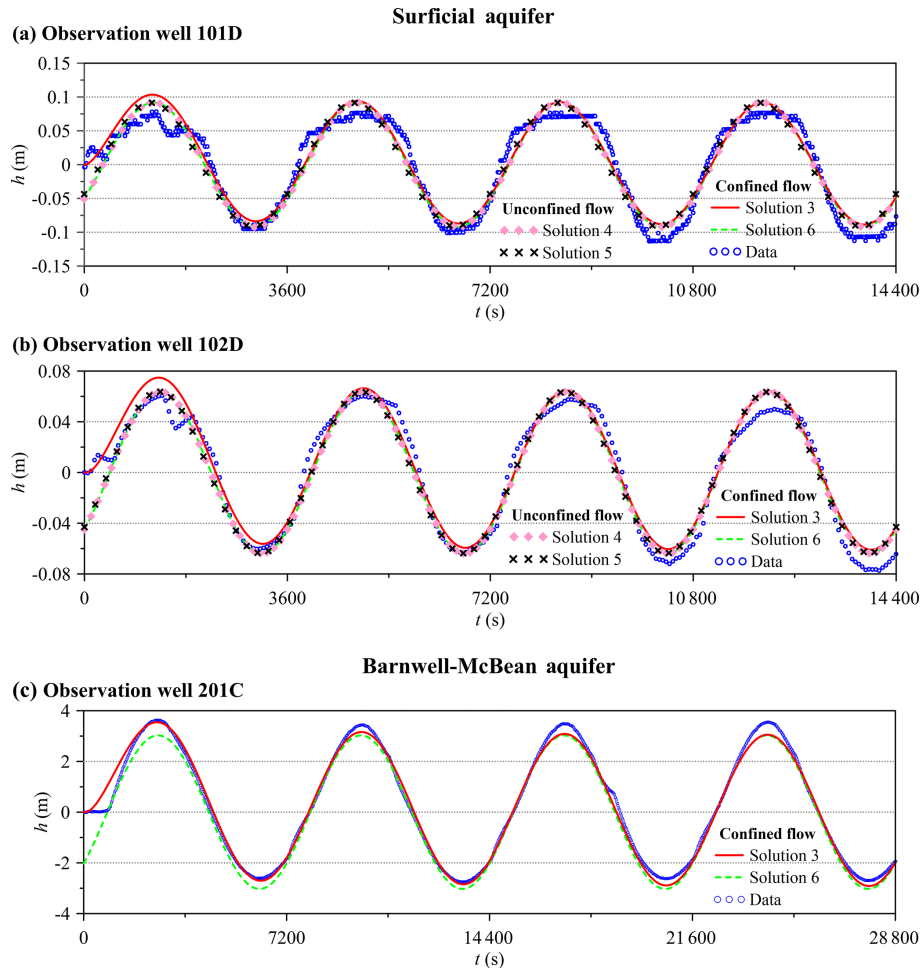 Surficial aquifer
(a) Observation well 101D
0.15
0.1
0.05
0
-0.05
-0.1
-0.15
h (m)
Unconfined flow
Solution 4
Solution 5
Confined flow
Solution 3
Solution 6
Data
0 3600 7200 10 800 14 400
t (s)
(b) Observation well 102D
0.08
0.04
0
-0.04
-0.08
h (m)
Unconfined flow
Solution 4
Solution 5
Confined flow
Solution 3
Solution 6
Data
0 3600 7200 10 800 14 400
t (s)
Barnwell-McBean aquifer
(c) Observation well 201C
4
2
0
-2
-4
h (m)
Confined flow
Solution 3
Solution 6
Data
0 7200 14 400 21 600 28 800
t (s)